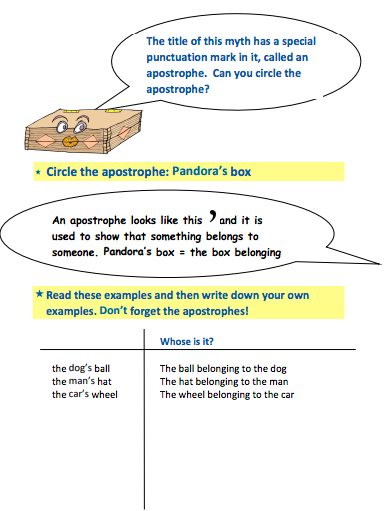 The title of this myth has a special
punctuation mark in it, called an
apostrophe. Can you circle the
apostrophe?
* Circle the apostrophe: Pandora's box
An apostrophe looks like this ’ and it is
used to show that something belongs to
someone. Pandora's box = the box belonging
* Read these examples and then write down your own
examples. Don't forget the apostrophes!
Whose is it?
the dog's ball The ball belonging to the dog
the man's hat The hat belonging to the man
the car's wheel The wheel belonging to the car